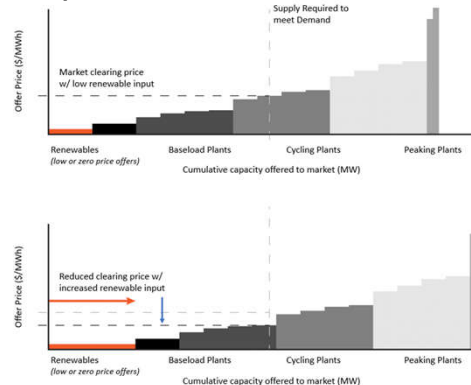 Supply Required to
meet Demand
Offer Price ($/MWh)
Market clearing price
w/ low renewable input
Renewables
(low or zero price offers)
Baseload Plants
Cycling Plants
Peaking Plants
Cumulative capacity offered to market (MW)
Offer Price ($/MWh)
Reduced clearing price w/
increased renewable input
Renewables
(low or zero price offers)
Baseload Plants
Cycling Plants
Peaking Plants
Cumulative capacity offered to market (MW)